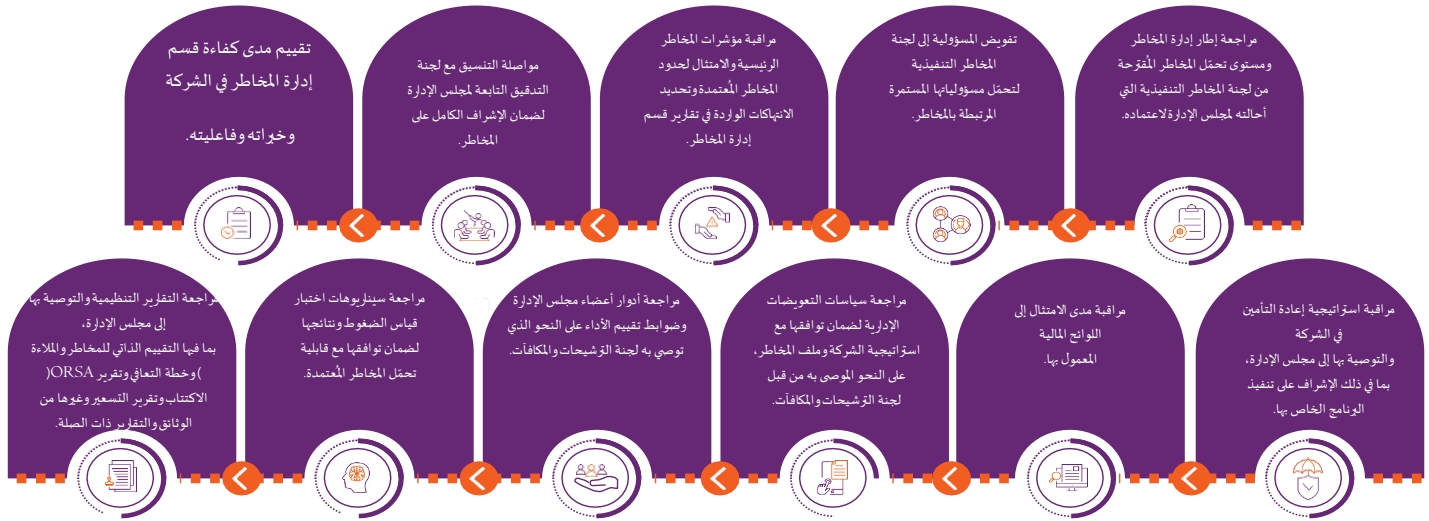 مراجعة إطار إدارة المخاطر
ومستوى تحمّل المخاطر المُقترحة
من لجنة المخاطر التنفيذية التي
أحالته لمجلس الإدارة لاعتماده.
تفويض المسؤولية إلى لجنة
المخاطر التنفيذية
لتحمّل مسؤولياتها المستمرة
المرتبطة بالمخاطر.
مراقبة مؤشرات المخاطر
الرئيسية والامتثال لحدود
المخاطر المُعتمدة وتحديد
الانتهاكات الواردة في تقارير قسم
إدارة المخاطر.
مواصلة التنسيق مع لجنة
التدقيق التابعة لمجلس الإدارة
لضمان الإشراف الكامل على
المخاطر.
تقييم مدى كفاءة قسم
إدارة المخاطر في الشركة
وخبراته وفاعليته.
مراقبة استراتيجية إعادة التأمين
في الشركة
والتوصية بها إلى مجلس الإدارة،
بما في ذلك الإشراف على تنفيذ
البرنامج الخاص بها.
مراقبة مدى الامتثال إلى
اللوائح المالية
المعمول بها.
مراجعة سياسات التعويضات
الإدارية لضمان توافقها مع
استراتيجية الشركة وملف المخاطر،
على النحو الموصى به من قبل
لجنة الترشيحات والمكافآت.
مراجعة أدوار أعضاء مجلس الإدارة
وضوابط تقييم الأداء على النحو الذي
توصي به لجنة الترشيحات والمكافآت.
مراجعة سيناريوهات اختبار
قياس الضغوط ونتائجها
لضمان توافقها مع قابلية
تحمّل المخاطر المُعتمدة.
مراجعة التقارير التنظيمية والتوصية بها
إلى مجلس الإدارة،
بما فيها التقييم الذاتي للمخاطر والملاءة
)ORSA( وخطة التعافي وتقرير
الاكتتاب وتقرير التسعير وغيرها من
الوثائق والتقارير ذات الصلة.